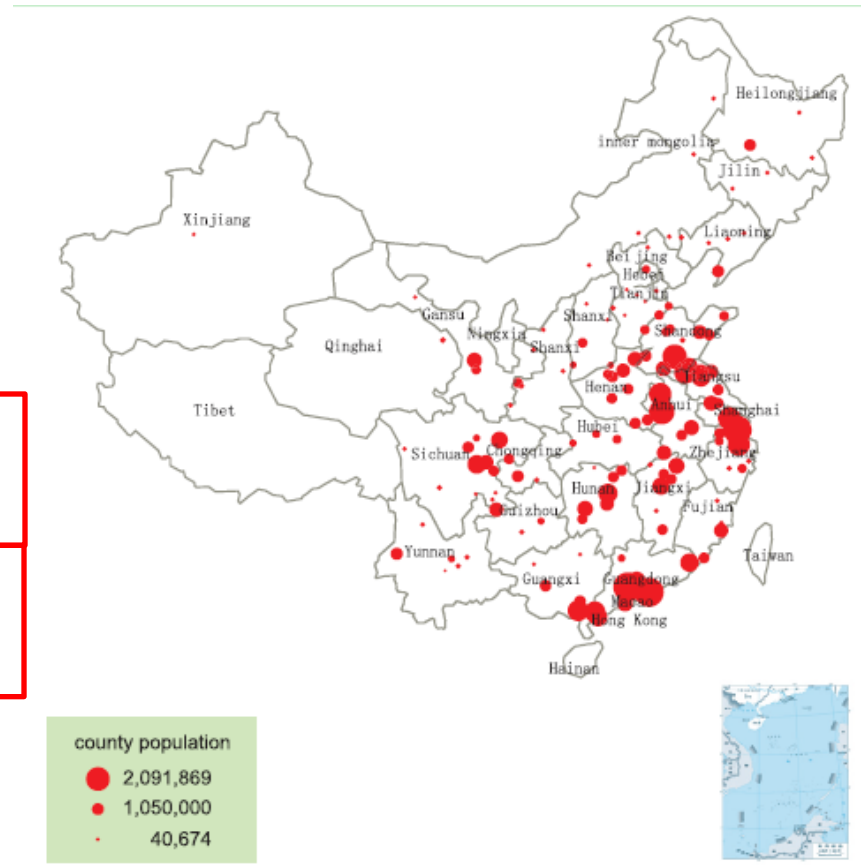 Heilongjiang
inner mongolia
Jilin
Xinjiang
Liaoning
Beijing
Hebei
Tianjin
Gansu
Shanxi
Ningxia
Shandong
Qinghai
Shanxi
Jiangsu
Henan
Tibet
Anhui
Shanghai
Hubei
Sichuan
Chongqing
Zhejiang
Hunan
Jiangxi
Guizhou
Fujian
Yunnan
Taiwan
Guangxi
Guangdong
Macao
Hong Kong
Hainan
county population
2,091,869
1,050,000
40,674